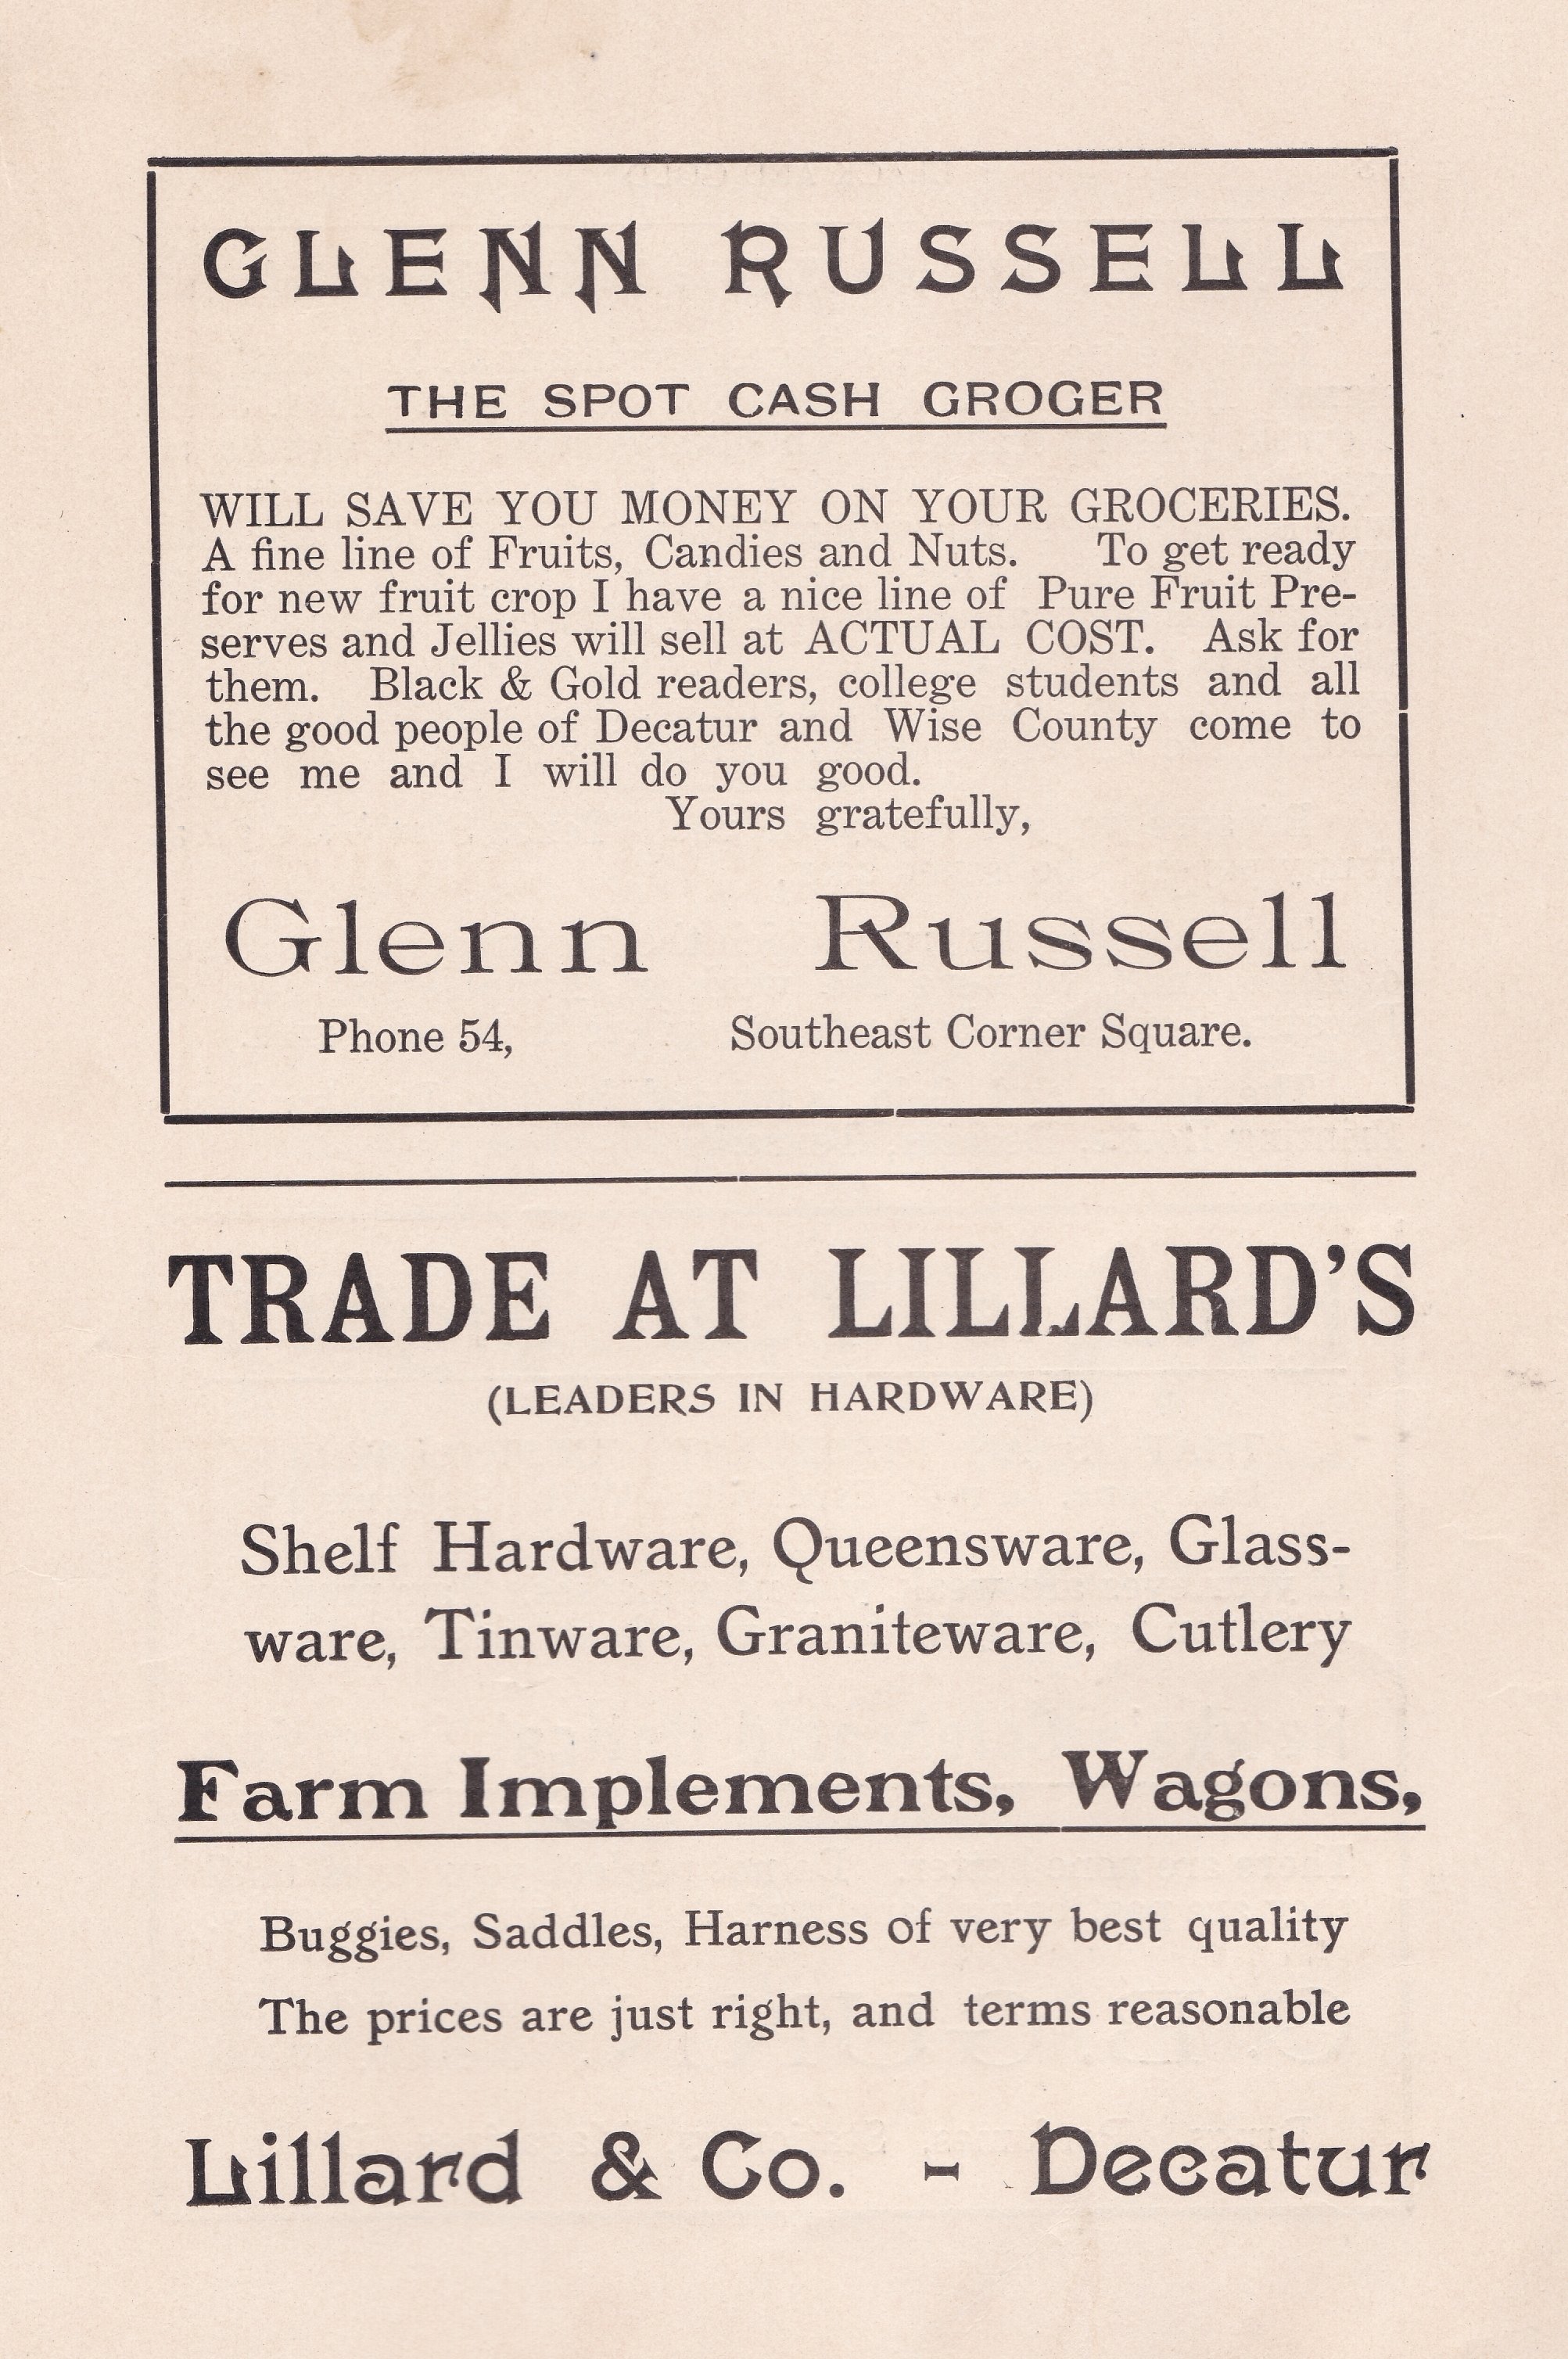 GLENN RUSSELL
THE SPOT CASH GROGER
WILL SAVE YOU MONEY ON YOUR GROCERIES.
A fine line of Fruits, Candies and Nuts. To get ready
for new fruit crop I have a nice line of Pure Fruit Pre-
serves and Jellies will sell at ACTUAL COST. Ask for
them. Black & Gold readers, college students and all
the good people of Decatur and Wise County come to
see me and I will do you good.
Yours gratefully,
Glenn Russell
Phone 54, Southeast Corner Square.
TRADE AT LILLARD'S
(LEADERS IN HARDWARE)
Shelf Hardware, Queensware, Glass-
ware, Tinware, Graniteware, Cutlery
Farm Implements, Wagons,
Buggies, Saddles, Harness of very best quality
The prices are just right, and terms reasonable
Lillard & Co. - Decatur